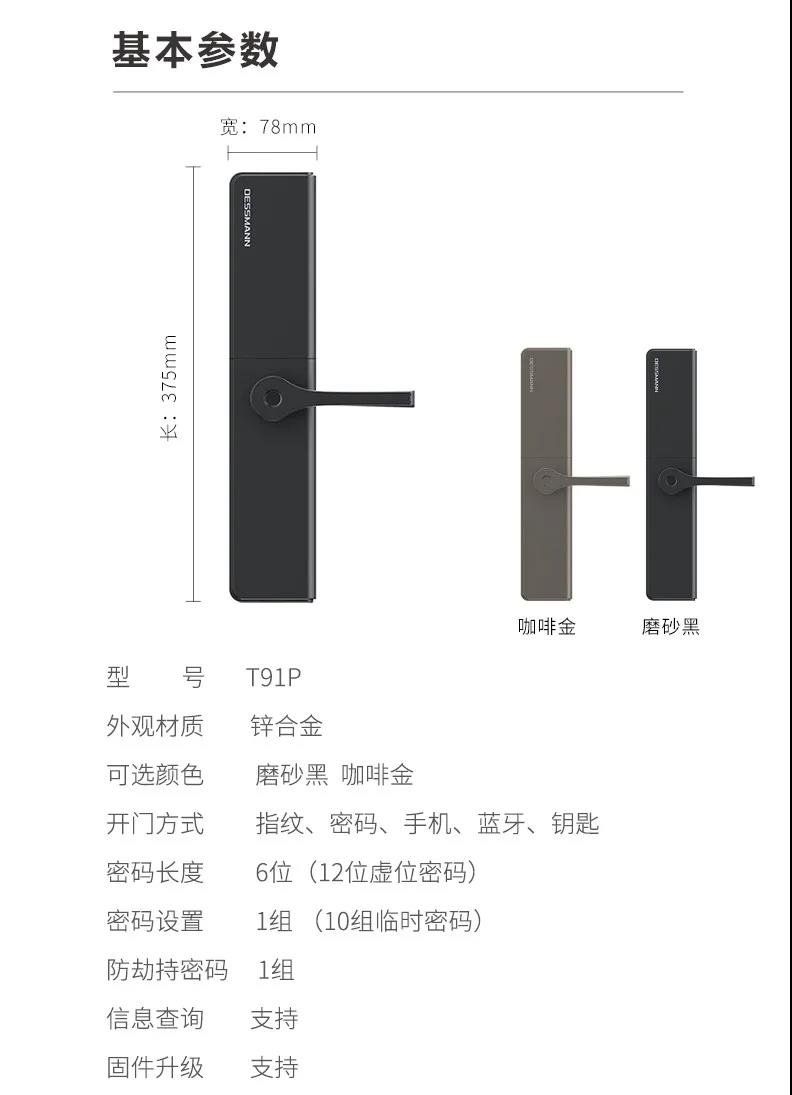 基本参数
宽：78mm
DESSMANN
长：375mm
DESSMANN
DESSMANN
咖啡金
磨砂黑
型号 T91P
外观材质 锌合金
可选颜色 磨砂黑 咖啡金
开门方式 指纹、密码、手机、蓝牙、钥匙
密码长度 6位（12位虚位密码）
密码设置 1组 （10组临时密码）
防劫持密码 1组
信息查询 支持
固件升级 支持